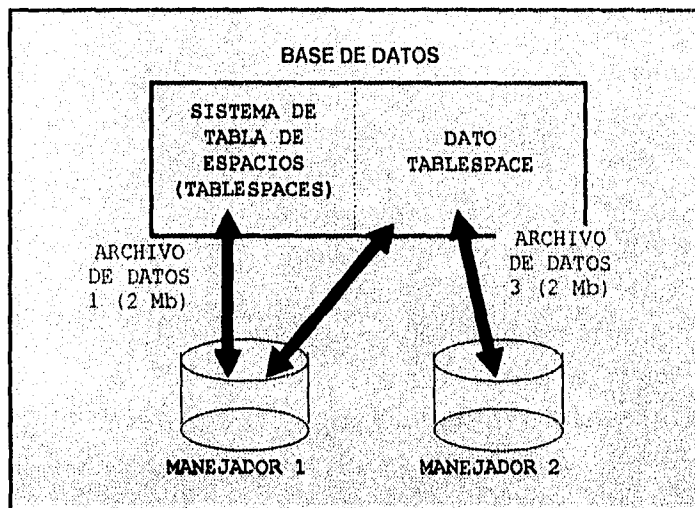 BASE DE DATOS
SISTEMA DE
TABLA DE
ESPACIOS
(TABLESPACES)
DATO
TABLESPACE
ARCHIVO
DE DATOS
1 (2 Mb)
ARCHIVO
DE DATOS
3 (2 Mb)
MANEJADOR 1
MANEJADOR 2